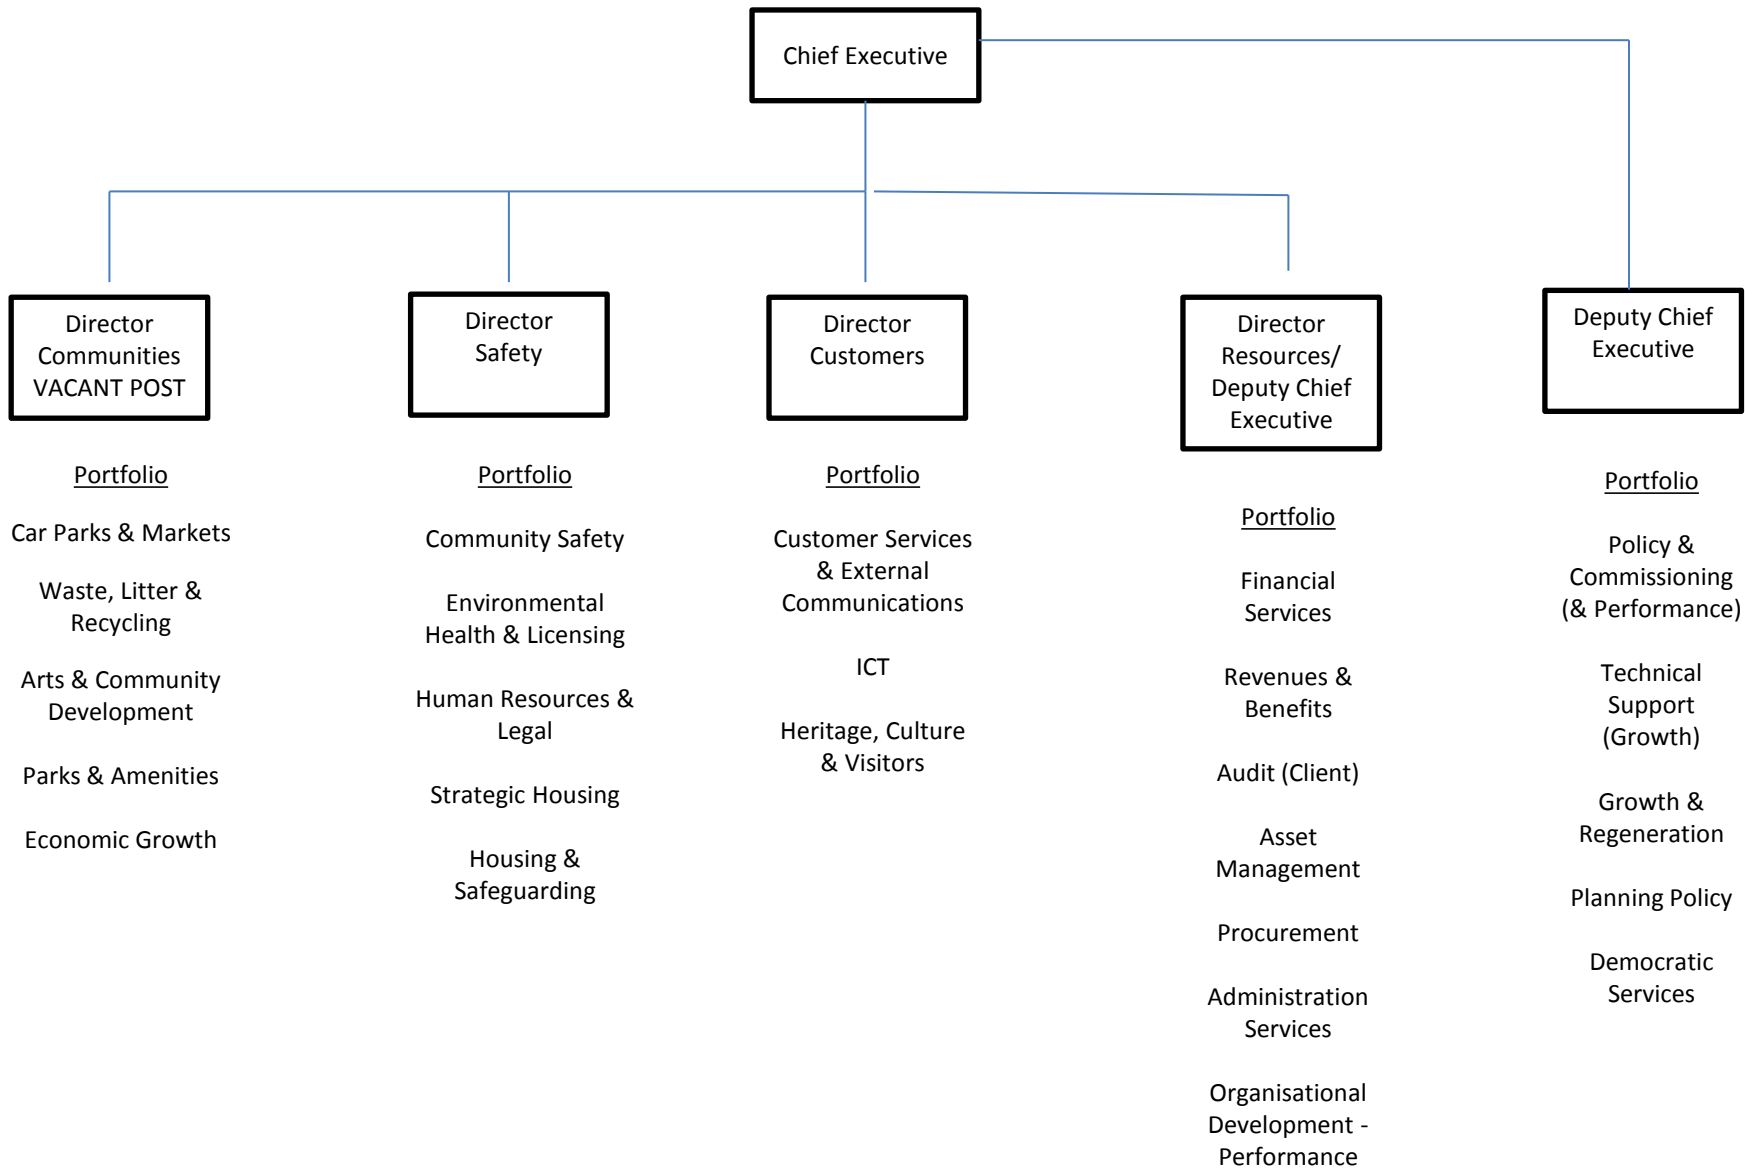 Chief Executive
Director
Communities
VACANT POST
Portfolio
Car Parks & Markets
Waste, Litter &
Recycling
Arts & Community
Development
Parks & Amenities
Economic Growth
Director
Safety
Portfolio
Community Safety
Environmental
Health & Licensing
Human Resources &
Legal
Strategic Housing
Housing &
Safeguarding
Director
Customers
Portfolio
Customer Services
& External
Communications
ICT
Heritage, Culture
& Visitors
Director
Resources/
Deputy Chief
Executive
Portfolio
Financial
Services
Revenues &
Benefits
Audit (Client)
Asset
Management
Procurement
Administration
Services
Organisational
Development -
Performance
Deputy Chief
Executive
Portfolio
Policy &
Commissioning
(& Performance)
Technical
Support
(Growth)
Growth &
Regeneration
Planning Policy
Democratic
Services